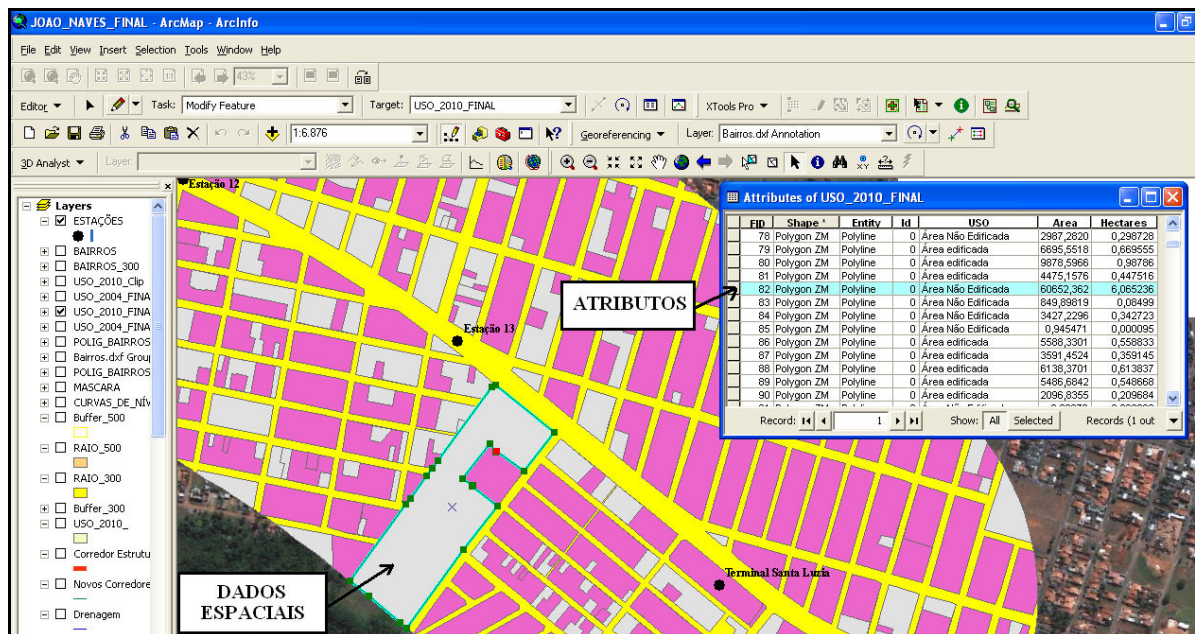 JOAO_NAVES_FINAL - ArcMap - ArcInfo
File Edit View Insert Selection Tools Window Help
43%
Editor Task: Modify Feature Target: USO_2010_FINAL XTools Pro
1:6.876 Georeferencing Layer: Bairros.dxf Annotation
3D Analyst Layer:
Layers
ESTAÇÕES
BAIRROS
BAIRROS_300
USO_2010_Clip
USO_2004_FINA
USO_2010_FINA
USO_2004_FINA
POLIG_BAIRROS
Bairros.dxf Grou
POLIG_BAIRROS
MASCARA
CURVAS_DE_NÍV
Buffer_500
RAIO_500
RAIO_300
Buffer_300
USO_2010_
Corredor Estrutu
Novos Corredore
Drenagem
Estação 12
Estação 13
Terminal Santa Luzia
ATRIBUTOS
DADOS
ESPACIAIS
Attributes of USO_2010_FINAL
FID Shape * Entity Id USO Area Hectares
78 Polygon ZM Polyline 0 Área Não Edificada 2987,2820 0,298728
79 Polygon ZM Polyline 0 Área edificada 6695,5518 0,669555
80 Polygon ZM Polyline 0 Área edificada 9878,5966 0,98786
81 Polygon ZM Polyline 0 Área edificada 4475,1576 0,447516
82 Polygon ZM Polyline 0 Área Não Edificada 60652,362 6,065236
83 Polygon ZM Polyline 0 Área Não Edificada 849,89819 0,08499
84 Polygon ZM Polyline 0 Área Não Edificada 3427,2296 0,342723
85 Polygon ZM Polyline 0 Área Não Edificada 0,945471 0,000095
86 Polygon ZM Polyline 0 Área edificada 5588,3301 0,558833
87 Polygon ZM Polyline 0 Área edificada 3591,4524 0,359145
88 Polygon ZM Polyline 0 Área edificada 6138,3701 0,613837
89 Polygon ZM Polyline 0 Área edificada 5486,6842 0,548668
90 Polygon ZM Polyline 0 Área edificada 2096,8355 0,209684
Record: 1 Show: All Selected Records (1 out